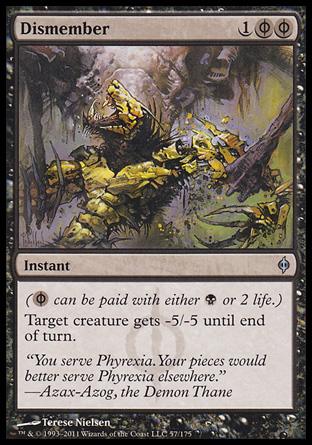 Dismember 1
Instant
( can be paid with either or 2 life.)
Target creature gets -5/-5 until end
of turn.
“You serve Phyrexia. Your pieces would
better serve Phyrexia elsewhere.”
—Azax-Azog, the Demon Thane
Terese Nielsen
™ & © 1993–2011 Wizards of the Coast LLC 57/175